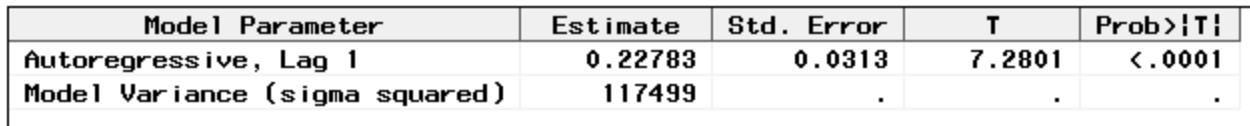 Model Parameter Estimate Std. Error T Prob>|T|
Autoregressive, Lag 1 0.22783 0.0313 7.2801 <.0001
Model Variance (sigma squared) 117499 . . .